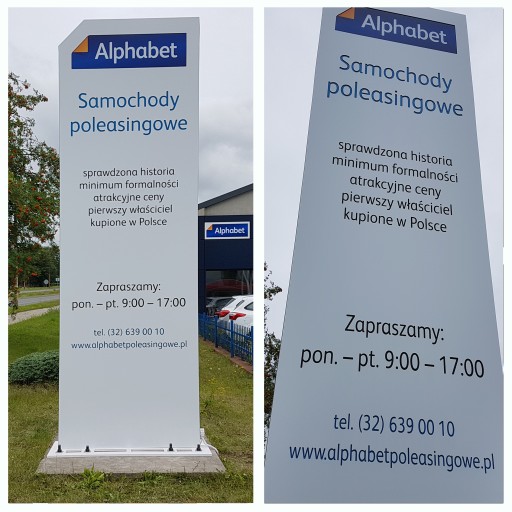 Alphabet
Samochody
poleasingowe
sprawdzona historia
minimum formalności
atrakcyjne ceny
pierwszy właściciel
kupione w Polsce
Zapraszamy:
pon. – pt. 9:00 – 17:00
tel. (32) 639 00 10
www.alphabetpoleasingowe.pl
Alphabet
Alphabet
Samochody
poleasingowe
sprawdzona historia
minimum formalności
atrakcyjne ceny
pierwszy właściciel
kupione w Polsce
Zapraszamy:
pon. – pt. 9:00 – 17:00
tel. (32) 639 00 10
www.alphabetpoleasingowe.pl